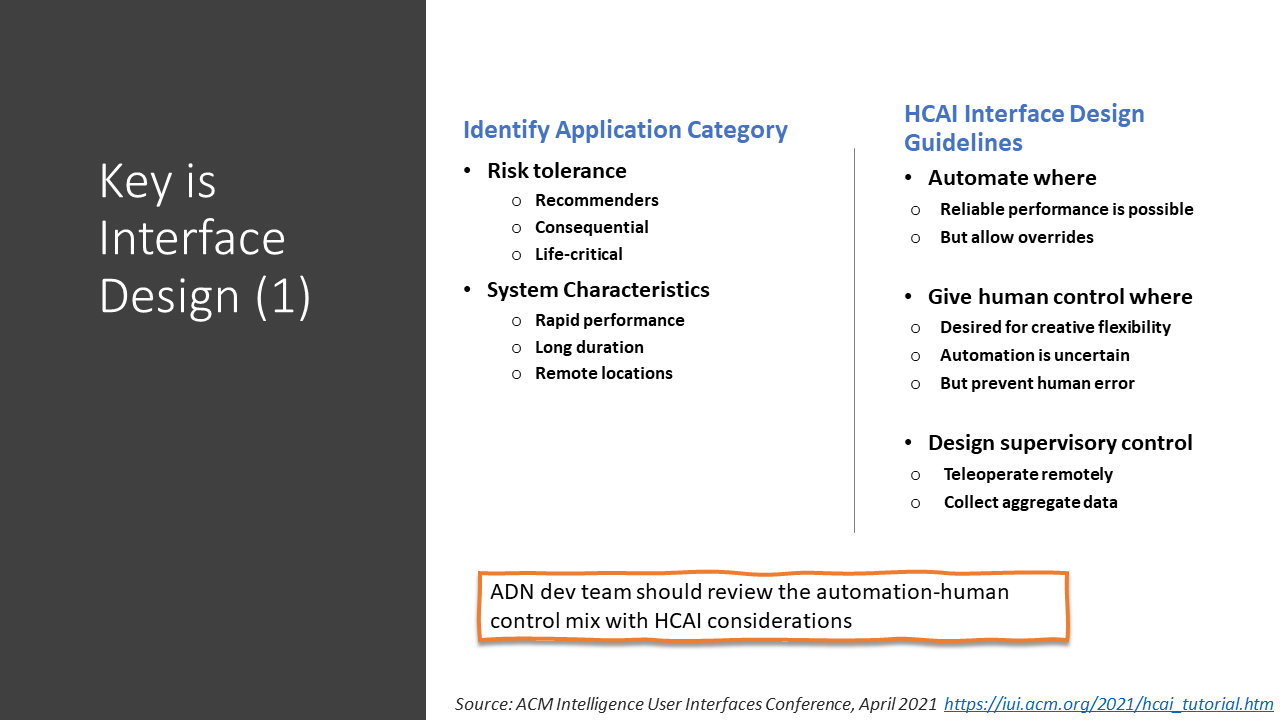 Key is
Interface
Design (1)
Identify Application Category
• Risk tolerance
o Recommenders
o Consequential
o Life-critical
• System Characteristics
o Rapid performance
o Long duration
o Remote locations
HCAI Interface Design
Guidelines
• Automate where
o Reliable performance is possible
o But allow overrides
• Give human control where
o Desired for creative flexibility
o Automation is uncertain
o But prevent human error
• Design supervisory control
o Teleoperate remotely
o Collect aggregate data
ADN dev team should review the automation-human
control mix with HCAI considerations
Source: ACM Intelligence User Interfaces Conference, April 2021 https://iui.acm.org/2021/hcai_tutorial.htm